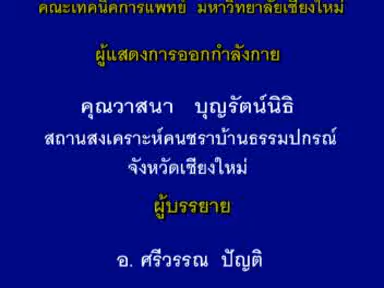 คณะเทคนิคการแพทย์ มหาวิทยาลัยเชียงใหม่
ผู้แสดงการออกกำลังกาย
คุณวาสนา บุญรัตน์นิธิ
สถานสงเคราะห์คนชราบ้านธรรมปกรณ์
จังหวัดเชียงใหม่
ผู้บรรยาย
อ. ศรีวรรณ ปัญติ